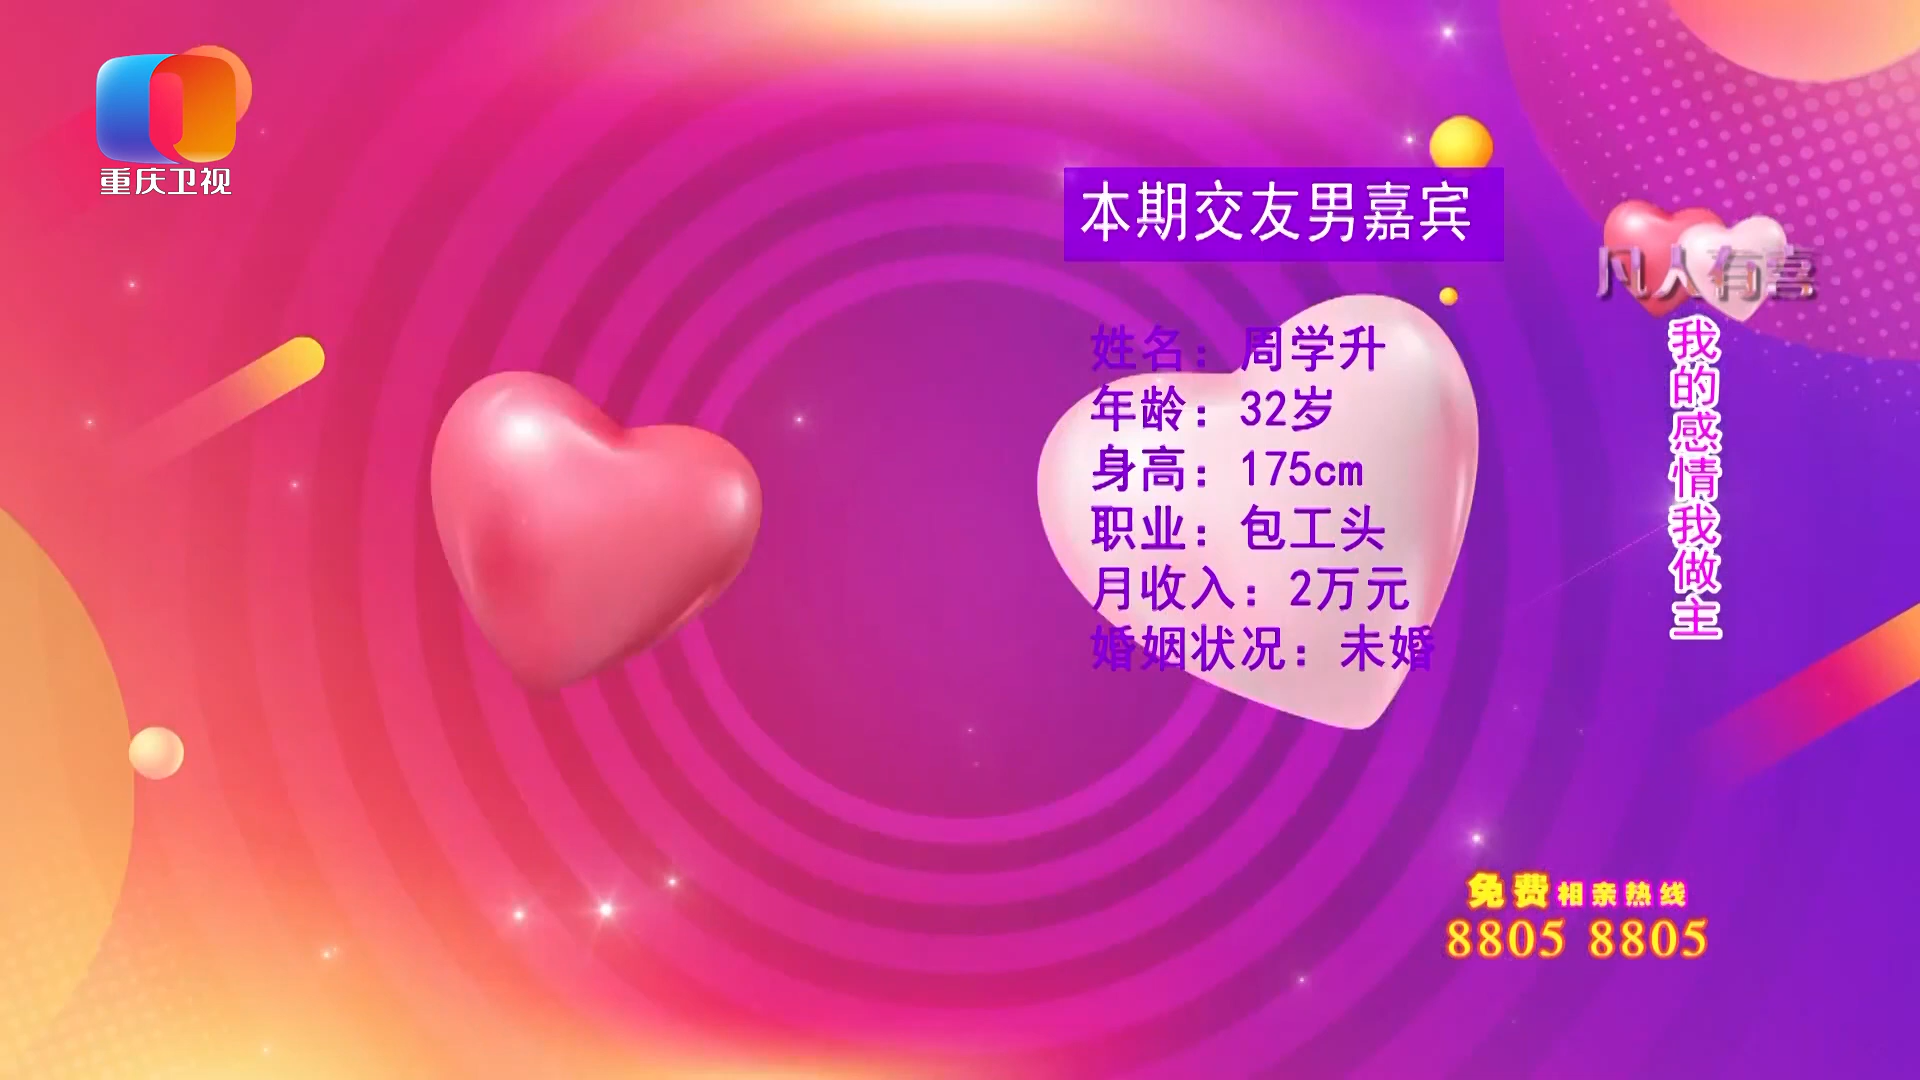 重庆卫视
本期交友男嘉宾
凡人有喜
我的感情我做主
姓名：周学升
年龄：32岁
身高：175cm
职业：包工头
月收入：2万元
婚姻状况：未婚
免费相亲热线
8805 8805